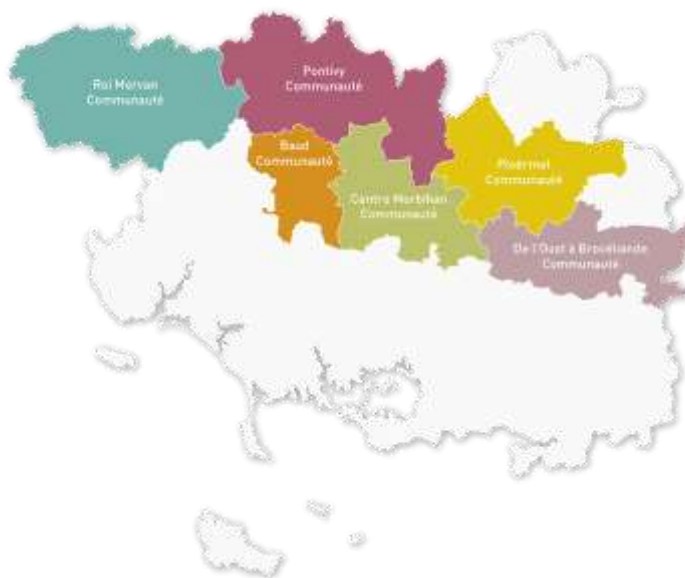 Roi Morvan
Communauté
Pontivy
Communauté
Baud
Communauté
Centre Morbihan
Communauté
Ploërmel
Communauté
De l'Oust à Brocéliande
Communauté